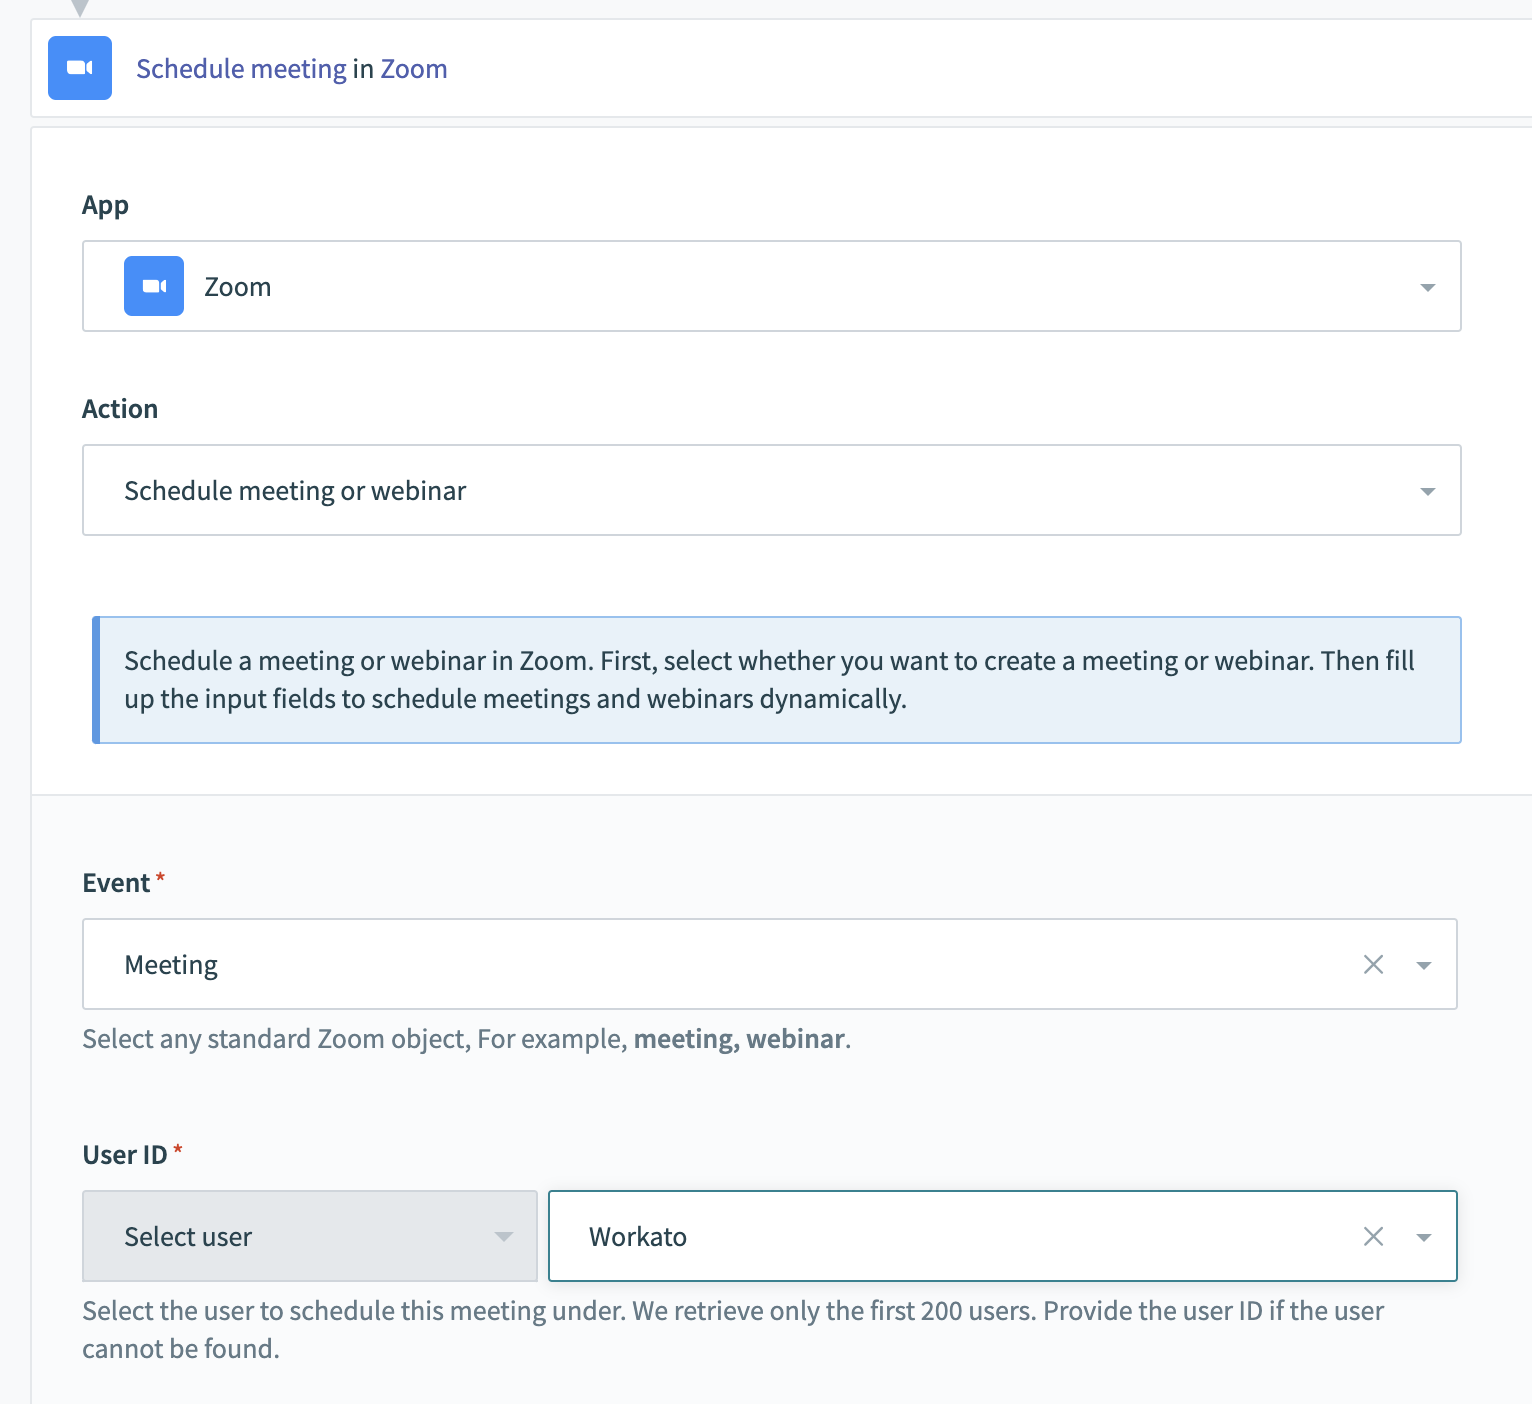 Schedule meeting in Zoom
App
Zoom
Action
Schedule meeting or webinar
Schedule a meeting or webinar in Zoom. First, select whether you want to create a meeting or webinar. Then fill
up the input fields to schedule meetings and webinars dynamically.
Event *
Meeting
Select any standard Zoom object, For example, meeting, webinar.
User ID *
Select user
Workato
Select the user to schedule this meeting under. We retrieve only the first 200 users. Provide the user ID if the user
cannot be found.